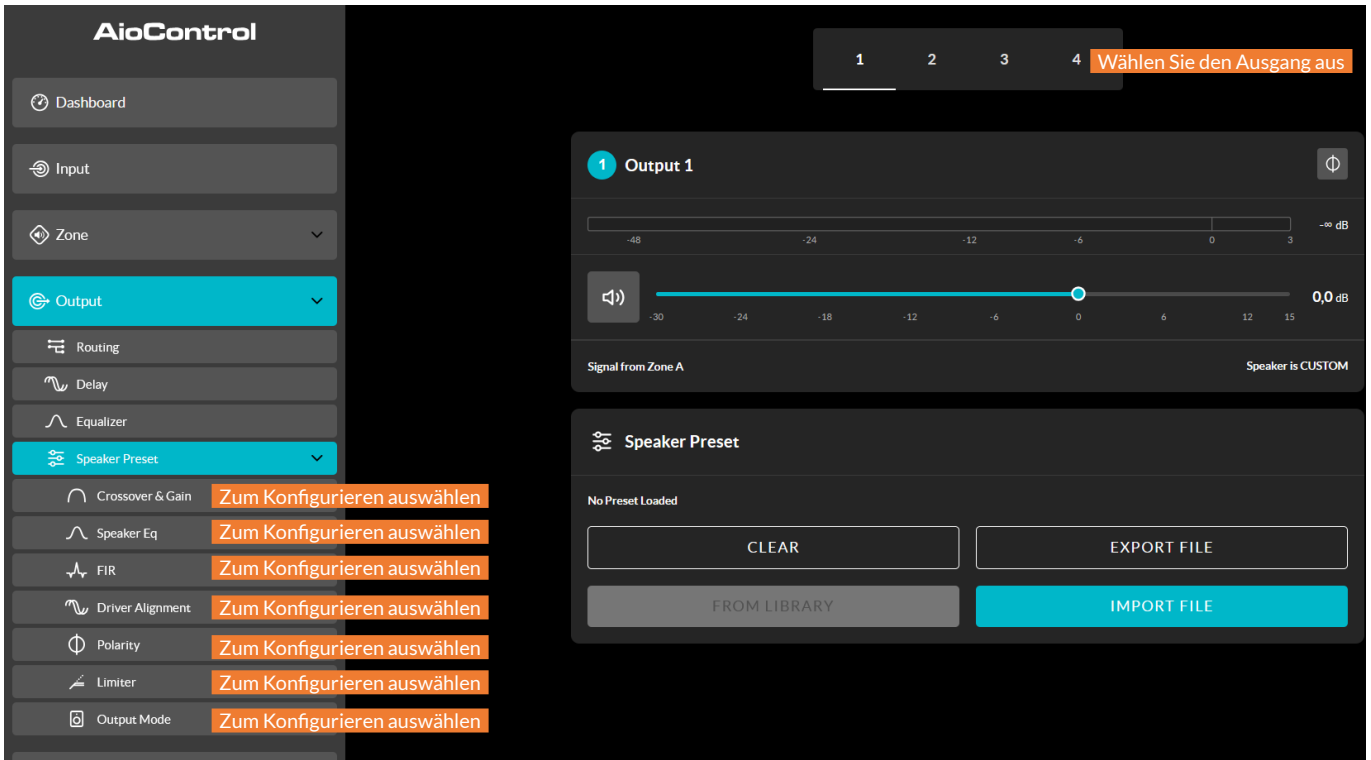 AioControl
Dashboard
Input
Zone
Output
Routing
Delay
Equalizer
Speaker Preset
Crossover & Gain Zum Konfigurieren auswählen
Speaker Eq Zum Konfigurieren auswählen
FIR Zum Konfigurieren auswählen
Driver Alignment Zum Konfigurieren auswählen
Polarity Zum Konfigurieren auswählen
Limiter Zum Konfigurieren auswählen
Output Mode Zum Konfigurieren auswählen
1 2 3 4 Wählen Sie den Ausgang aus
1 Output 1
-∞ dB
-48 -24 -12 -6 0 3
0,0 dB
-30 -24 -18 -12 -6 0 6 12 15
Signal from Zone A Speaker is CUSTOM
Speaker Preset
No Preset Loaded
CLEAR EXPORT FILE
FROM LIBRARY IMPORT FILE